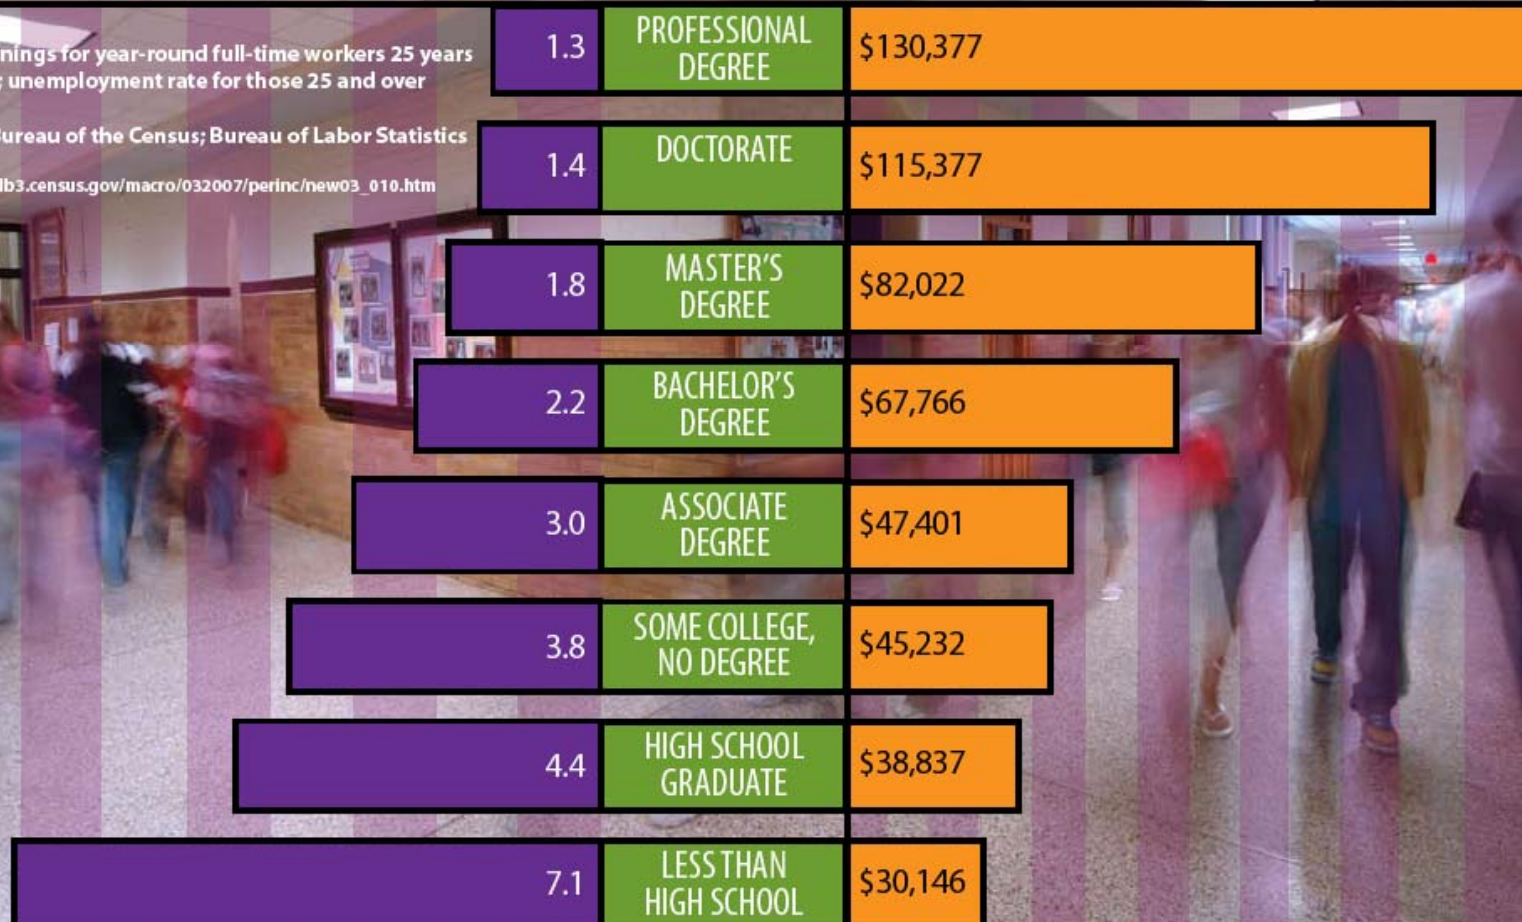 nings for year-round full-time workers 25 years
; unemployment rate for those 25 and over
Bureau of the Census; Bureau of Labor Statistics
lb3.census.gov/macro/032007/perinc/new03_010.htm
1.3 PROFESSIONAL DEGREE $130,377
1.4 DOCTORATE $115,377
1.8 MASTER'S DEGREE $82,022
2.2 BACHELOR'S DEGREE $67,766
3.0 ASSOCIATE DEGREE $47,401
3.8 SOME COLLEGE, NO DEGREE $45,232
4.4 HIGH SCHOOL GRADUATE $38,837
7.1 LESS THAN HIGH SCHOOL $30,146